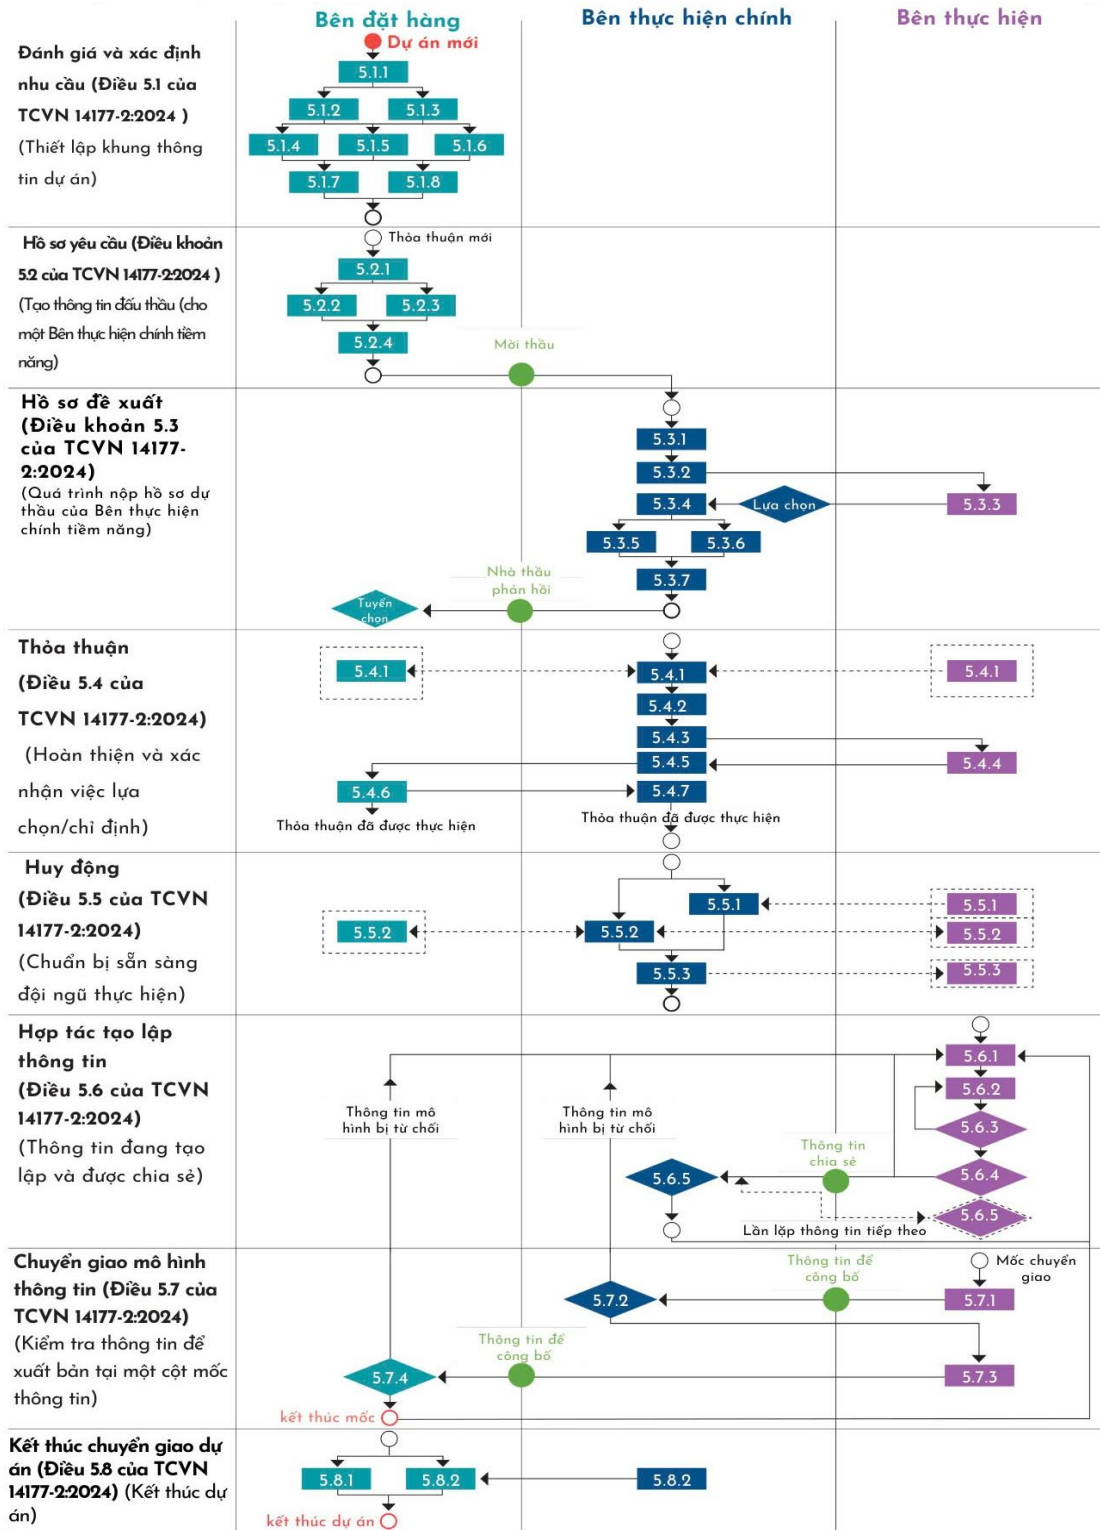 Bên đặt hàng
Bên thực hiện chính
Bên thực hiện
Đánh giá và xác định
nhu cầu (Điều 5.1 của
TCVN 14177-2:2024 )
(Thiết lập khung thông
tin dự án)
Dự án mới
5.1.1
5.1.2
5.1.3
5.1.4
5.1.5
5.1.6
5.1.7
5.1.8
Hồ sơ yêu cầu (Điều khoản
5.2 của TCVN 14177-2:2024 )
(Tạo thông tin đấu thầu (cho
một Bên thực hiện chính tiềm
năng)
Thỏa thuận mới
5.2.1
5.2.2
5.2.3
5.2.4
Mời thầu
Hồ sơ đề xuất
(Điều khoản 5.3
của TCVN 14177-
2:2024)
(Quá trình nộp hồ sơ dự
thầu của Bên thực hiện
chính tiềm năng)
5.3.1
5.3.2
5.3.4
Lựa chọn
5.3.3
5.3.5
5.3.6
5.3.7
Nhà thầu
phản hồi
Tuyển
chọn
Thỏa thuận
(Điều 5.4 của
TCVN 14177-2:2024)
(Hoàn thiện và xác
nhận việc lựa
chọn/chỉ định)
5.4.1
5.4.1
5.4.1
5.4.2
5.4.3
5.4.5
5.4.4
5.4.6
5.4.7
Thỏa thuận đã được thực hiện
Thỏa thuận đã được thực hiện
Huy động
(Điều 5.5 của TCVN
14177-2:2024)
(Chuẩn bị sẵn sàng
đội ngũ thực hiện)
5.5.1
5.5.1
5.5.2
5.5.2
5.5.2
5.5.3
5.5.3
Hợp tác tạo lập
thông tin
(Điều 5.6 của TCVN
14177-2:2024)
(Thông tin đang tạo
lập và được chia sẻ)
5.6.1
5.6.2
5.6.3
Thông tin mô
hình bị từ chối
Thông tin mô
hình bị từ chối
Thông tin
chia sẻ
5.6.5
5.6.4
5.6.5
Lần lặp thông tin tiếp theo
Chuyển giao mô hình
thông tin (Điều 5.7 của
TCVN 14177-2:2024)
(Kiểm tra thông tin để
xuất bản tại một cột mốc
thông tin)
Thông tin để
công bố
Mốc chuyển
giao
5.7.2
5.7.1
Thông tin để
công bố
5.7.4
5.7.3
kết thúc mốc
Kết thúc chuyển giao dự
án (Điều 5.8 của TCVN
14177-2:2024) (Kết thúc dự
án)
5.8.1
5.8.2
5.8.2
kết thúc dự án